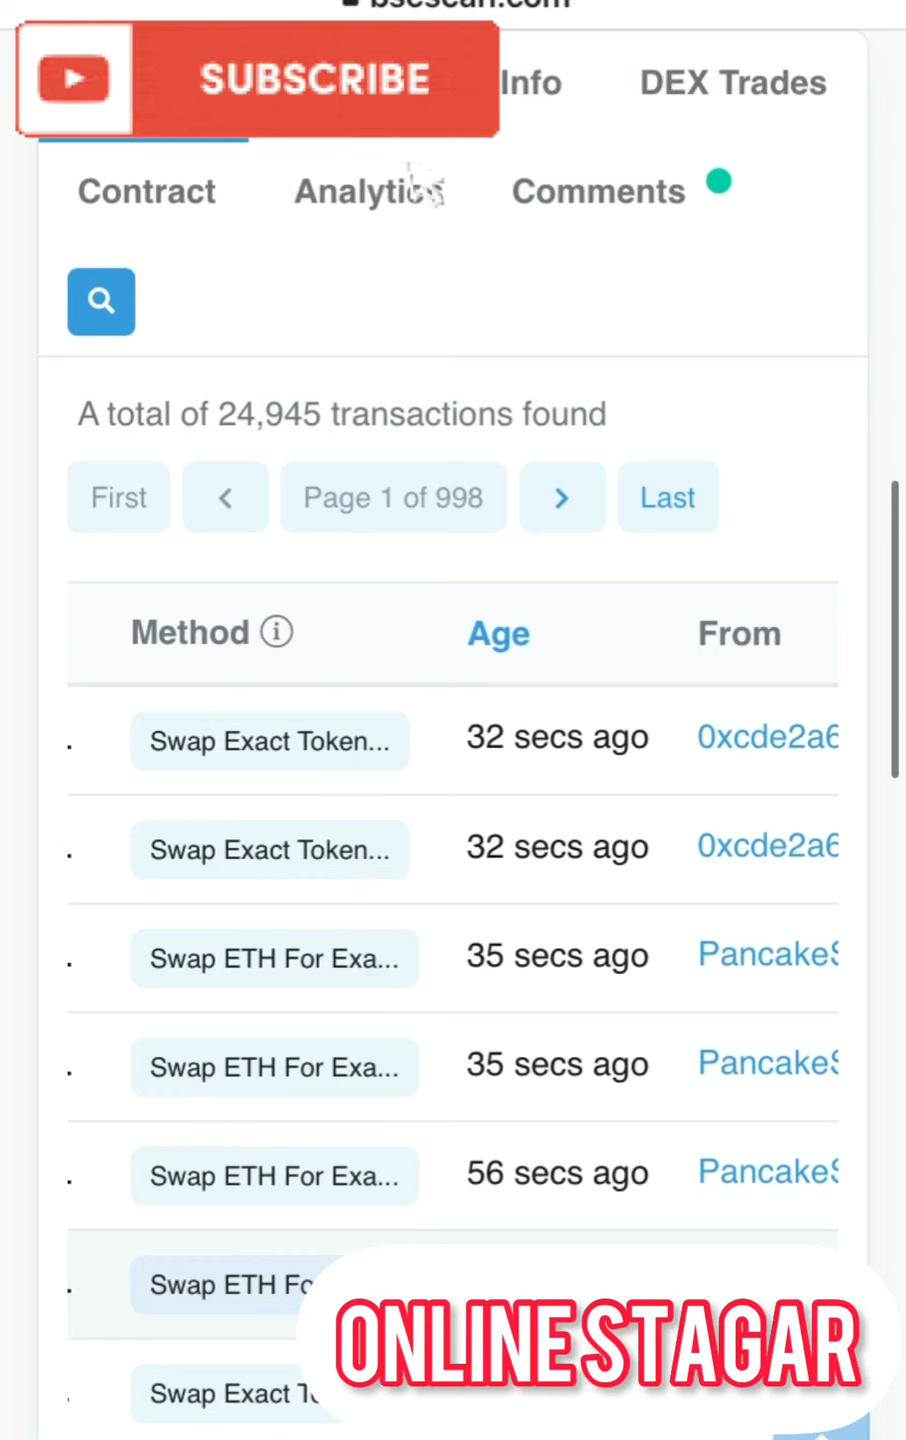 SUBSCRIBE
Info
DEX Trades
Contract
Analytics
Comments
A total of 24,945 transactions found
First
<
Page 1 of 998
>
Last
Method
Age
From
. Swap Exact Token... 32 secs ago 0xcde2a6
. Swap Exact Token... 32 secs ago 0xcde2a6
. Swap ETH For Exa... 35 secs ago PancakeS
. Swap ETH For Exa... 35 secs ago PancakeS
. Swap ETH For Exa... 56 secs ago PancakeS
. Swap ETH Fo
. Swap Exact To
ONLINE STAGAR